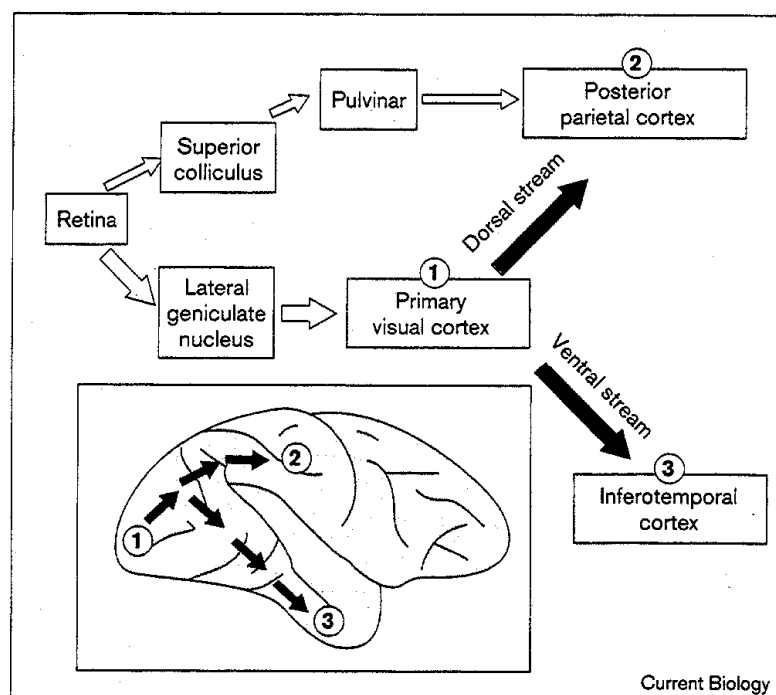 2
Posterior
parietal cortex
Pulvinar
Superior
colliculus
Dorsal stream
Retina
1
Primary
visual cortex
Lateral
geniculate
nucleus
Ventral stream
3
Inferotemporal
cortex
2
1
3
Current Biology